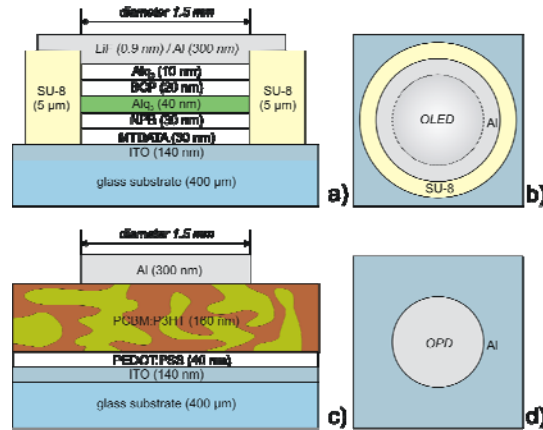 diameter 1.5 mm
LiF (0.9 nm) / Al (300 nm)
SU-8
(5 µm)
Alq₃ (10 nm)
BCP (20 nm)
Alq₃ (40 nm)
NPB (30 nm)
MTDATA (30 nm)
SU-8
(5 µm)
ITO (140 nm)
glass substrate (400 µm)
a)
OLED
Al
SU-8
b)
diameter 1.5 mm
Al (300 nm)
PCBM:P3HT (160 nm)
PEDOT:PSS (40 nm)
ITO (140 nm)
glass substrate (400 µm)
c)
OPD
Al
d)